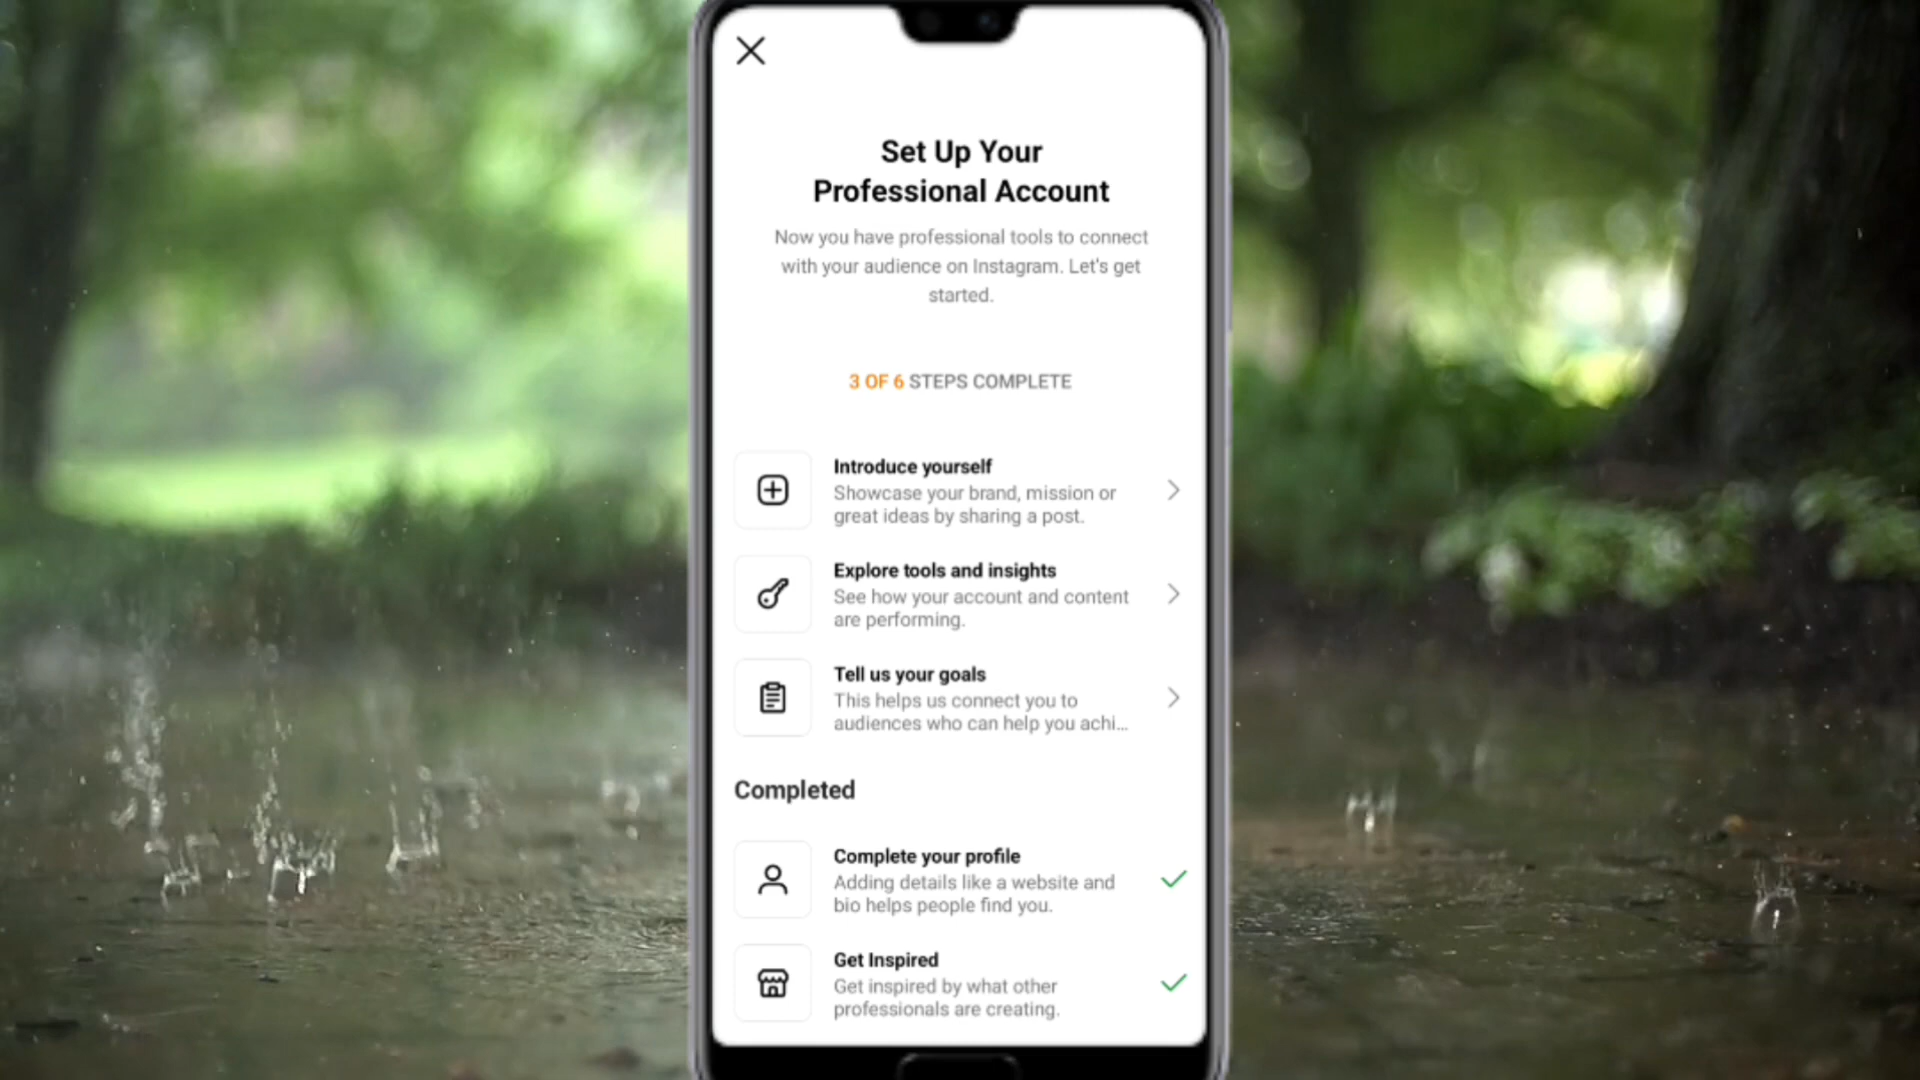 Set Up Your
Professional Account
Now you have professional tools to connect
with your audience on Instagram. Let's get
started.
3 OF 6 STEPS COMPLETE
Introduce yourself
Showcase your brand, mission or
great ideas by sharing a post.
Explore tools and insights
See how your account and content
are performing.
Tell us your goals
This helps us connect you to
audiences who can help you achi...
Completed
Complete your profile
Adding details like a website and
bio helps people find you.
Get Inspired
Get inspired by what other
professionals are creating.